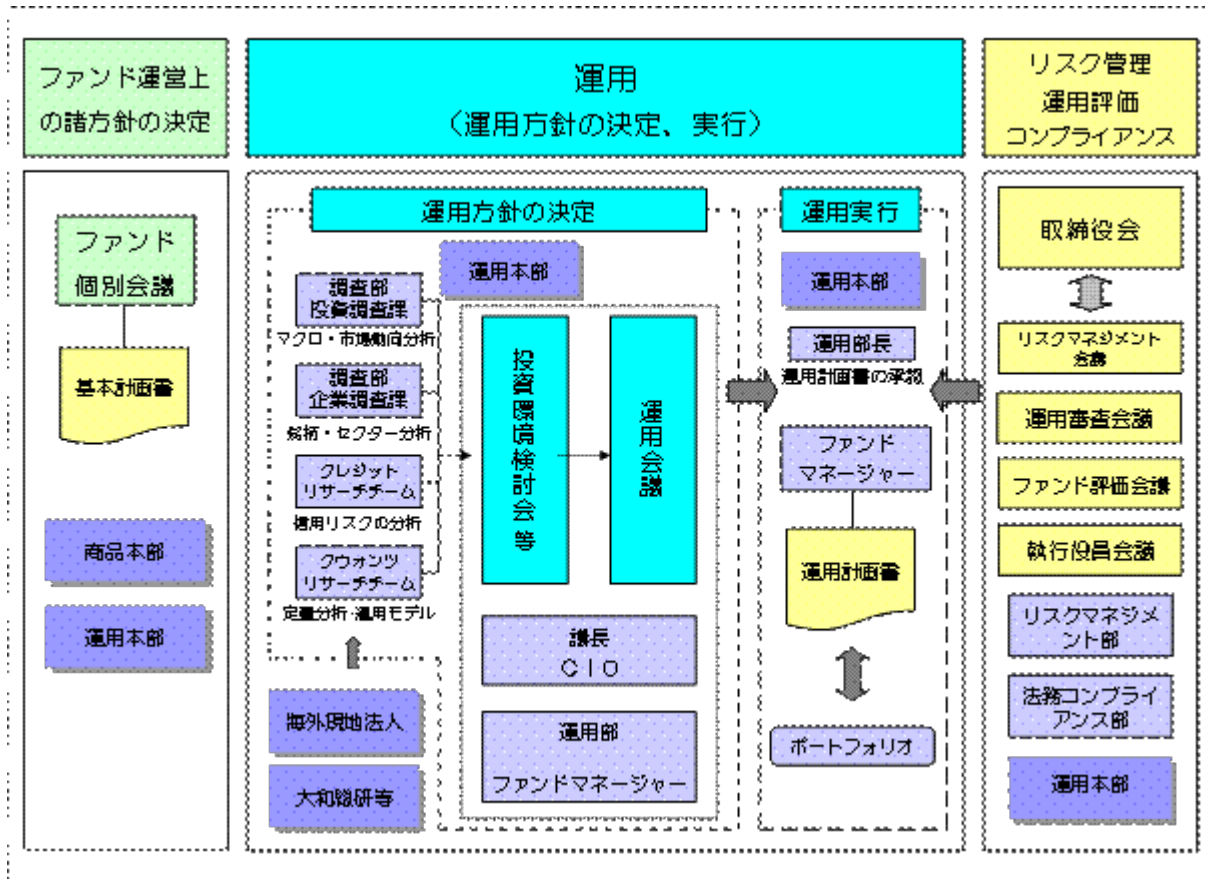 ファンド運営上
の諸方針の決定
ファンド
個別会議
基本計画書
商品本部
運用本部
運用
（運用方針の決定、実行）
運用方針の決定
運用本部
調査部
投資調査課
マクロ・市場動向分析
調査部
企業調査課
銘柄・セクター分析
クレジット
リサーチチーム
信用リスクの分析
クウォンツ
リサーチチーム
定量分析・運用モデル
海外現地法人
大和総研等
投資環境検討会等
運用会議
議長
ＣＩＯ
運用部
ファンドマネージャー
運用実行
運用本部
運用部長
運用計画書の承認
ファンド
マネージャー
運用計画書
ポートフォリオ
リスク管理
運用評価
コンプライアンス
取締役会
リスクマネジメント
会議
運用審査会議
ファンド評価会議
執行役員会議
リスクマネジメ
ント部
法務コンプライ
アンス部
運用本部